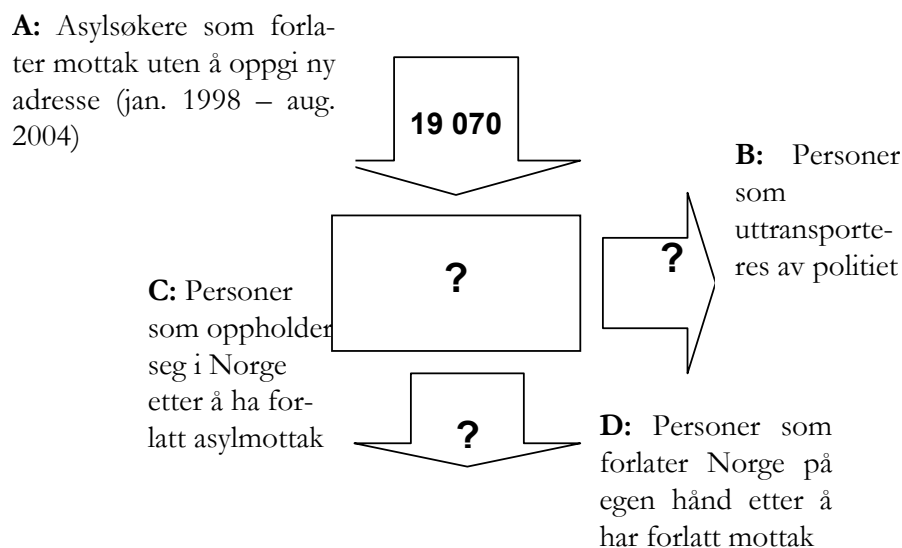 A: Asylsøkere som forla-
ter mottak uten å oppgi ny
adresse (jan. 1998 – aug.
2004)
19 070
B: Personer
som
uttransporte-
res av politiet
?
?
C: Personer
som oppholder
seg i Norge
etter å ha for-
latt asylmottak
?
D: Personer som
forlater Norge på
egen hånd etter å
har forlatt mottak